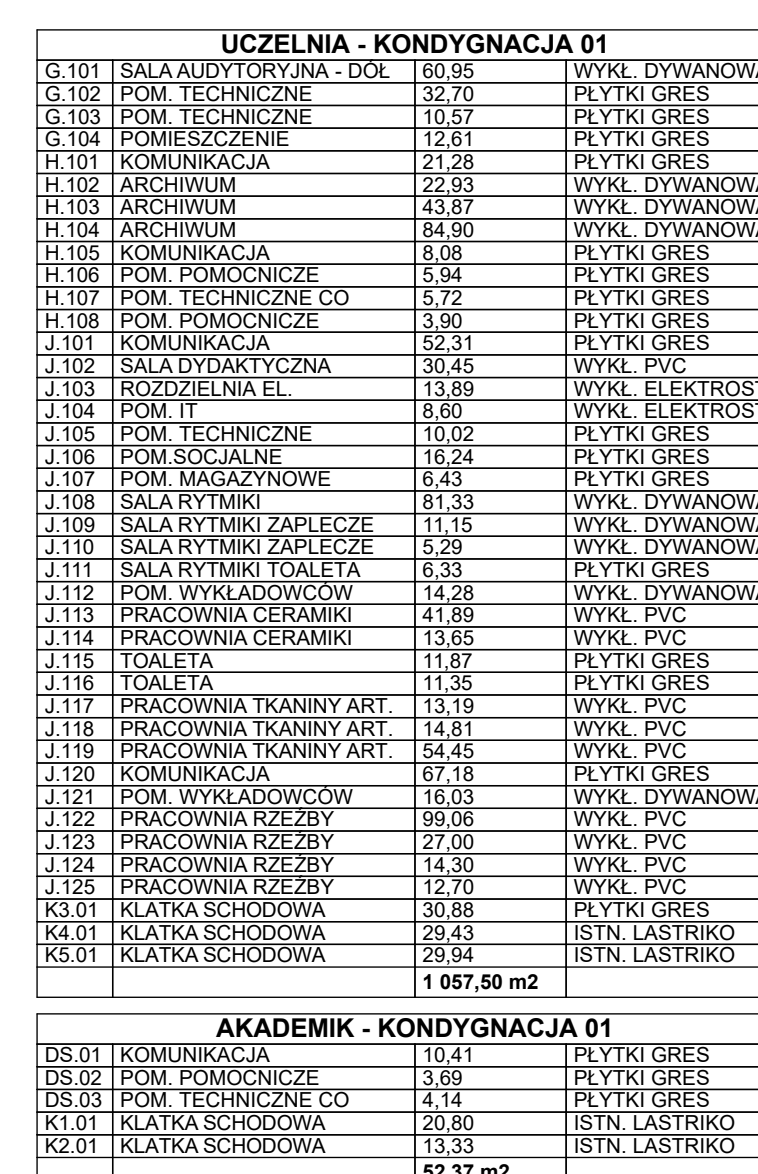 UCZELNIA - KONDYGNACJA 01
G.101 SALA AUDYTORYJNA - DÓŁ 60,95 WYKŁ. DYWANOWA
G.102 POM. TECHNICZNE 32,70 PŁYTKI GRES
G.103 POM. TECHNICZNE 10,57 PŁYTKI GRES
G.104 POMIESZCZENIE 12,61 PŁYTKI GRES
H.101 KOMUNIKACJA 21,28 PŁYTKI GRES
H.102 ARCHIWUM 22,93 WYKŁ. DYWANOWA
H.103 ARCHIWUM 43,87 WYKŁ. DYWANOWA
H.104 ARCHIWUM 84,90 WYKŁ. DYWANOWA
H.105 KOMUNIKACJA 8,08 PŁYTKI GRES
H.106 POM. POMOCNICZE 5,94 PŁYTKI GRES
H.107 POM. TECHNICZNE CO 5,72 PŁYTKI GRES
H.108 POM. POMOCNICZE 3,90 PŁYTKI GRES
J.101 KOMUNIKACJA 52,31 PŁYTKI GRES
J.102 SALA DYDAKTYCZNA 30,45 WYKŁ. PVC
J.103 ROZDZIELNIA EL. 13,89 WYKŁ. ELEKTROST
J.104 POM. IT 8,60 WYKŁ. ELEKTROST
J.105 POM. TECHNICZNE 10,02 PŁYTKI GRES
J.106 POM.SOCJALNE 16,24 PŁYTKI GRES
J.107 POM. MAGAZYNOWE 6,43 PŁYTKI GRES
J.108 SALA RYTMIKI 81,33 WYKŁ. DYWANOWA
J.109 SALA RYTMIKI ZAPLECZE 11,15 WYKŁ. DYWANOWA
J.110 SALA RYTMIKI ZAPLECZE 5,29 WYKŁ. DYWANOWA
J.111 SALA RYTMIKI TOALETA 6,33 PŁYTKI GRES
J.112 POM. WYKŁADOWCÓW 14,28 WYKŁ. DYWANOWA
J.113 PRACOWNIA CERAMIKI 41,89 WYKŁ. PVC
J.114 PRACOWNIA CERAMIKI 13,65 WYKŁ. PVC
J.115 TOALETA 11,87 PŁYTKI GRES
J.116 TOALETA 11,35 PŁYTKI GRES
J.117 PRACOWNIA TKANINY ART. 13,19 WYKŁ. PVC
J.118 PRACOWNIA TKANINY ART. 14,81 WYKŁ. PVC
J.119 PRACOWNIA TKANINY ART. 54,45 WYKŁ. PVC
J.120 KOMUNIKACJA 67,18 PŁYTKI GRES
J.121 POM. WYKŁADOWCÓW 16,03 WYKŁ. DYWANOWA
J.122 PRACOWNIA RZEŹBY 99,06 WYKŁ. PVC
J.123 PRACOWNIA RZEŹBY 27,00 WYKŁ. PVC
J.124 PRACOWNIA RZEŹBY 14,30 WYKŁ. PVC
J.125 PRACOWNIA RZEŹBY 12,70 WYKŁ. PVC
K3.01 KLATKA SCHODOWA 30,88 PŁYTKI GRES
K4.01 KLATKA SCHODOWA 29,43 ISTN. LASTRIKO
K5.01 KLATKA SCHODOWA 29,94 ISTN. LASTRIKO
1 057,50 m2
AKADEMIK - KONDYGNACJA 01
DS.01 KOMUNIKACJA 10,41 PŁYTKI GRES
DS.02 POM. POMOCNICZE 3,69 PŁYTKI GRES
DS.03 POM. TECHNICZNE CO 4,14 PŁYTKI GRES
K1.01 KLATKA SCHODOWA 20,80 ISTN. LASTRIKO
K2.01 KLATKA SCHODOWA 13,33 ISTN. LASTRIKO
52,37 m2